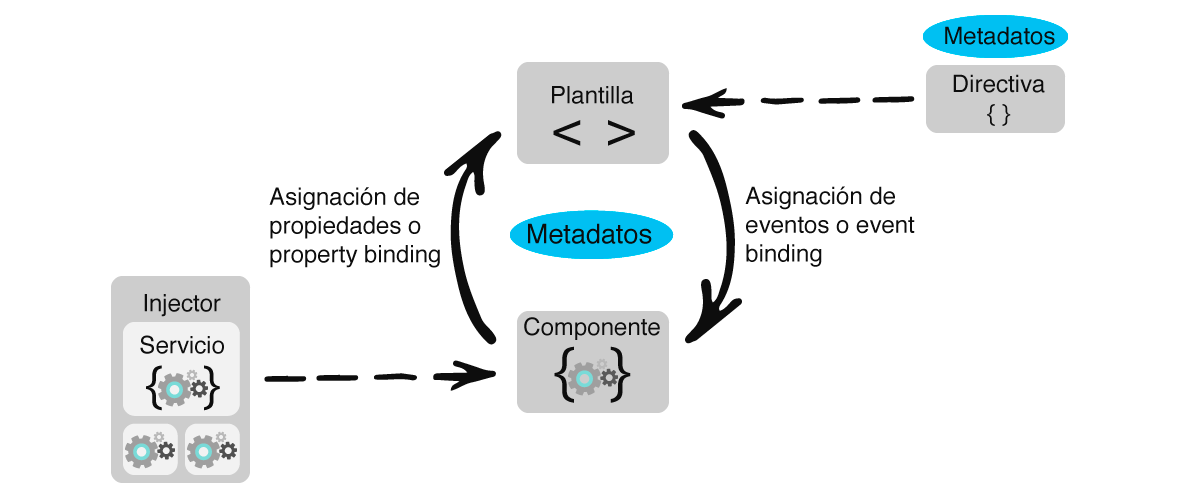 Metadatos
Directiva
{ }
Plantilla
< >
Asignación de
propiedades o
property binding
Metadatos
Asignación de
eventos o event
binding
Injector
Servicio
{ }
Componente
{ }